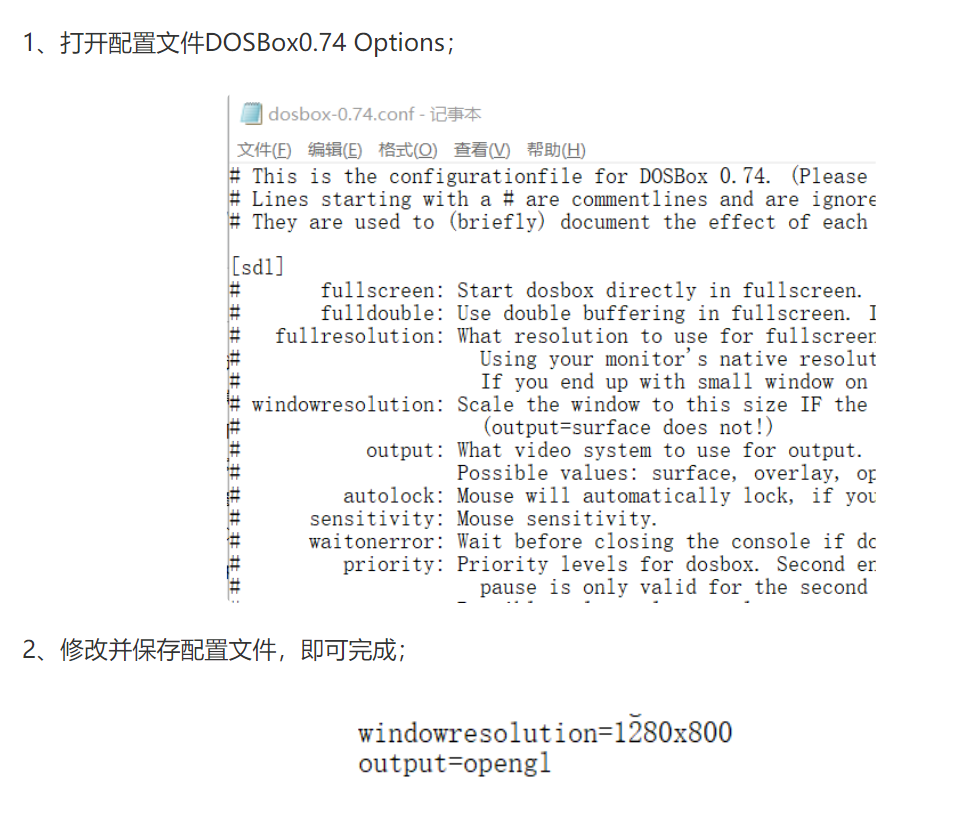 1、打开配置文件DOSBox0.74 Options；
dosbox-0.74.conf - 记事本
文件(F) 编辑(E) 格式(O) 查看(V) 帮助(H)
# This is the configurationfile for DOSBox 0.74. (Please
# Lines starting with a # are commentlines and are ignore
# They are used to (briefly) document the effect of each
[sdl]
# fullscreen: Start dosbox directly in fullscreen.
# fulldouble: Use double buffering in fullscreen. I
# fullresolution: What resolution to use for fullscreen
# Using your monitor's native resolut
# If you end up with small window on
# windowresolution: Scale the window to this size IF the
# (output=surface does not!)
# output: What video system to use for output.
# Possible values: surface, overlay, op
# autolock: Mouse will automatically lock, if you
# sensitivity: Mouse sensitivity.
# waitonerror: Wait before closing the console if do
# priority: Priority levels for dosbox. Second en
# pause is only valid for the second
2、修改并保存配置文件，即可完成；
windowresolution=1280x800
output=opengl